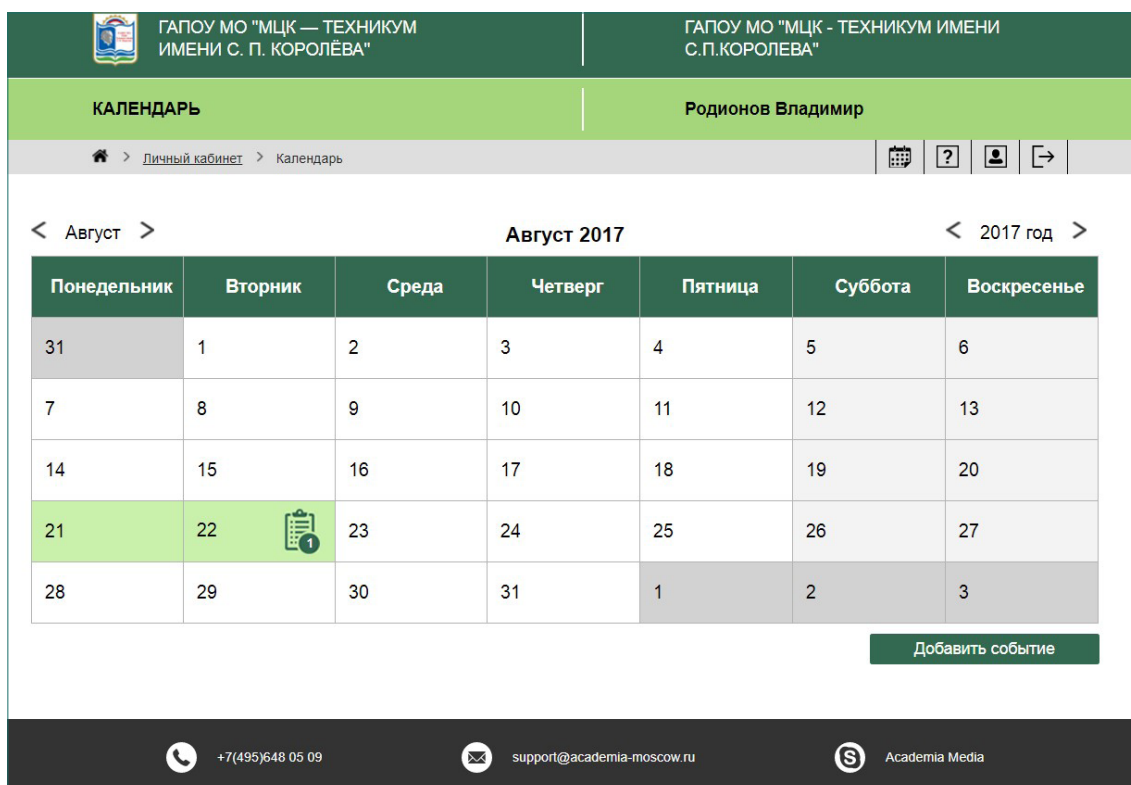 ГАПОУ МО "МЦК — ТЕХНИКУМ
ИМЕНИ С. П. КОРОЛЁВА"
ГАПОУ МО "МЦК - ТЕХНИКУМ ИМЕНИ
С.П.КОРОЛЕВА"
КАЛЕНДАРЬ
Родионов Владимир
> Личный кабинет > Календарь
?
< Август >
Август 2017
< 2017 год >
Понедельник Вторник Среда Четверг Пятница Суббота Воскресенье
31 1 2 3 4 5 6
7 8 9 10 11 12 13
14 15 16 17 18 19 20
21 22 1 23 24 25 26 27
28 29 30 31 1 2 3
Добавить событие
+7(495)648 05 09
support@academia-moscow.ru
S Academia Media